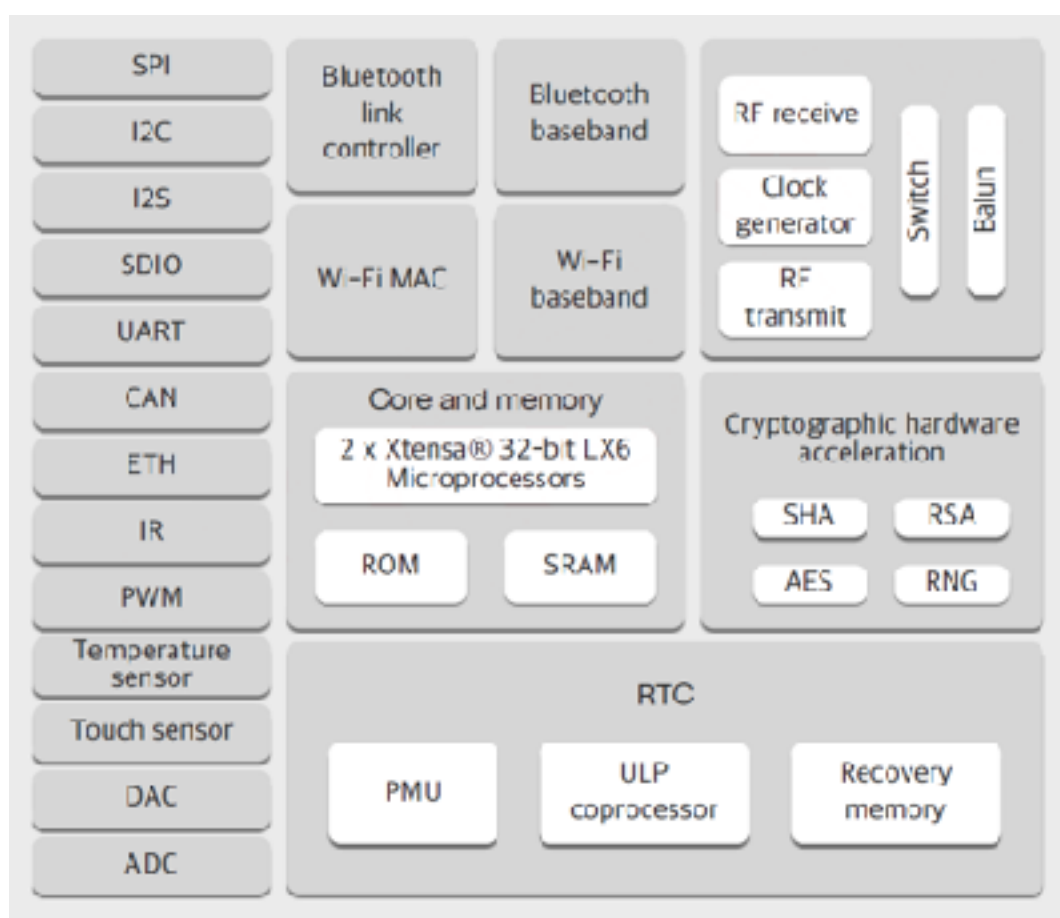 SPI
I2C
I2S
SDIO
UART
CAN
ETH
IR
PWM
Temperature
sensor
Touch sensor
DAC
ADC
Bluetooth
link
controller
Bluetooth
baseband
Wi-Fi MAC
Wi-Fi
baseband
RF receive
Clock
generator
RF
transmit
Switch
Balun
Core and memory
2 x Xtensa® 32-bit LX6
Microprocessors
ROM
SRAM
Cryptographic hardware
acceleration
SHA
RSA
AES
RNG
RTC
PMU
ULP
coprocessor
Recovery
memory